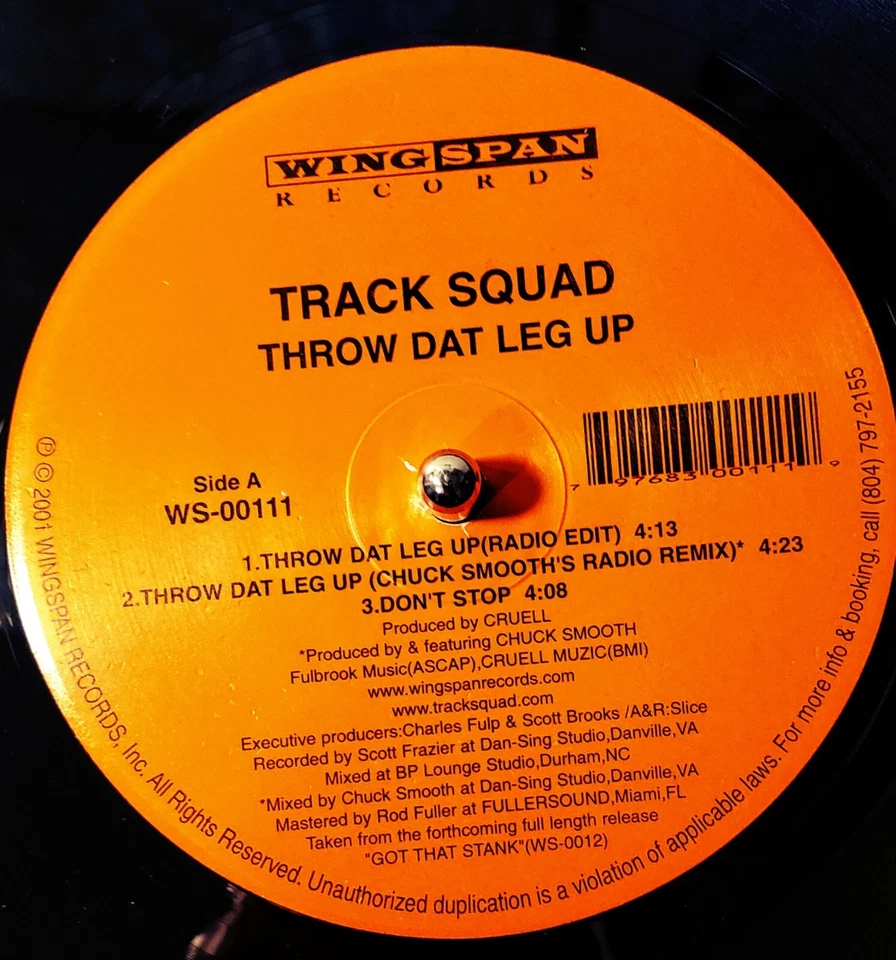 WINGSPAN
RECORDS
TRACK SQUAD
THROW DAT LEG UP
Side A
WS-00111
7 97683 00111 9
1.THROW DAT LEG UP(RADIO EDIT) 4:13
2.THROW DAT LEG UP (CHUCK SMOOTH'S RADIO REMIX)* 4:23
3.DON'T STOP 4:08
Produced by CRUELL
*Produced by & featuring CHUCK SMOOTH
Fulbrook Music(ASCAP),CRUELL MUZIC(BMI)
www.wingspanrecords.com
www.tracksquad.com
Executive producers:Charles Fulp & Scott Brooks /A&R:Slice
Recorded by Scott Frazier at Dan-Sing Studio,Danville,VA
Mixed at BP Lounge Studio,Durham,NC
*Mixed by Chuck Smooth at Dan-Sing Studio,Danville,VA
Mastered by Rod Fuller at FULLERSOUND,Miami,FL
Taken from the forthcoming full length release
"GOT THAT STANK"(WS-0012)
℗ © 2001 WINGSPAN RECORDS, Inc. All Rights Reserved. Unauthorized duplication is a violation of applicable laws. For more info & booking, call (804) 797-2155